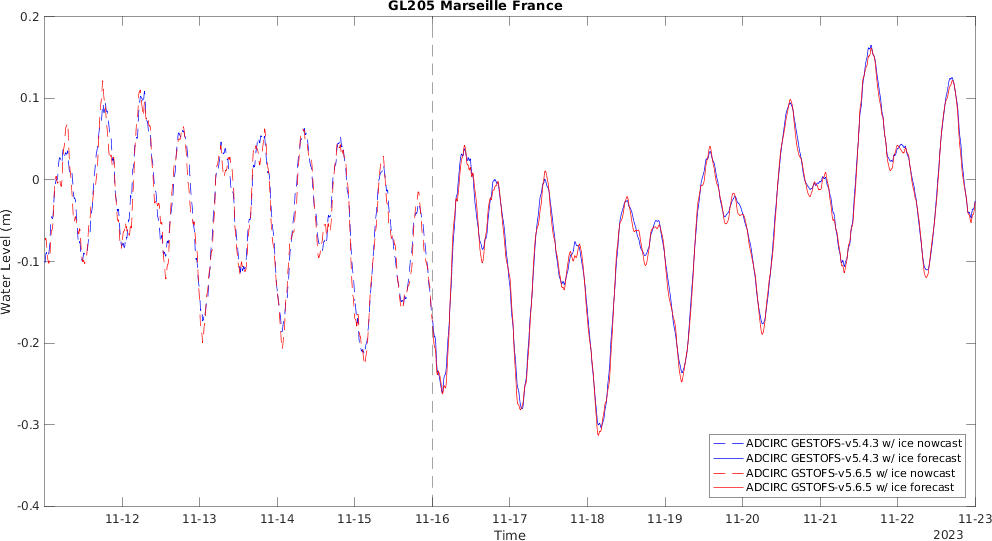 GL205 Marseille France
0.2
0.1
0
-0.1
-0.2
-0.3
-0.4
Water Level (m)
ADCIRC GESTOFS-v5.4.3 w/ ice nowcast
ADCIRC GESTOFS-v5.4.3 w/ ice forecast
ADCIRC GSTOFS-v5.6.5 w/ ice nowcast
ADCIRC GSTOFS-v5.6.5 w/ ice forecast
11-12 11-13 11-14 11-15 11-16 11-17 11-18 11-19 11-20 11-21 11-22 11-23
Time
2023